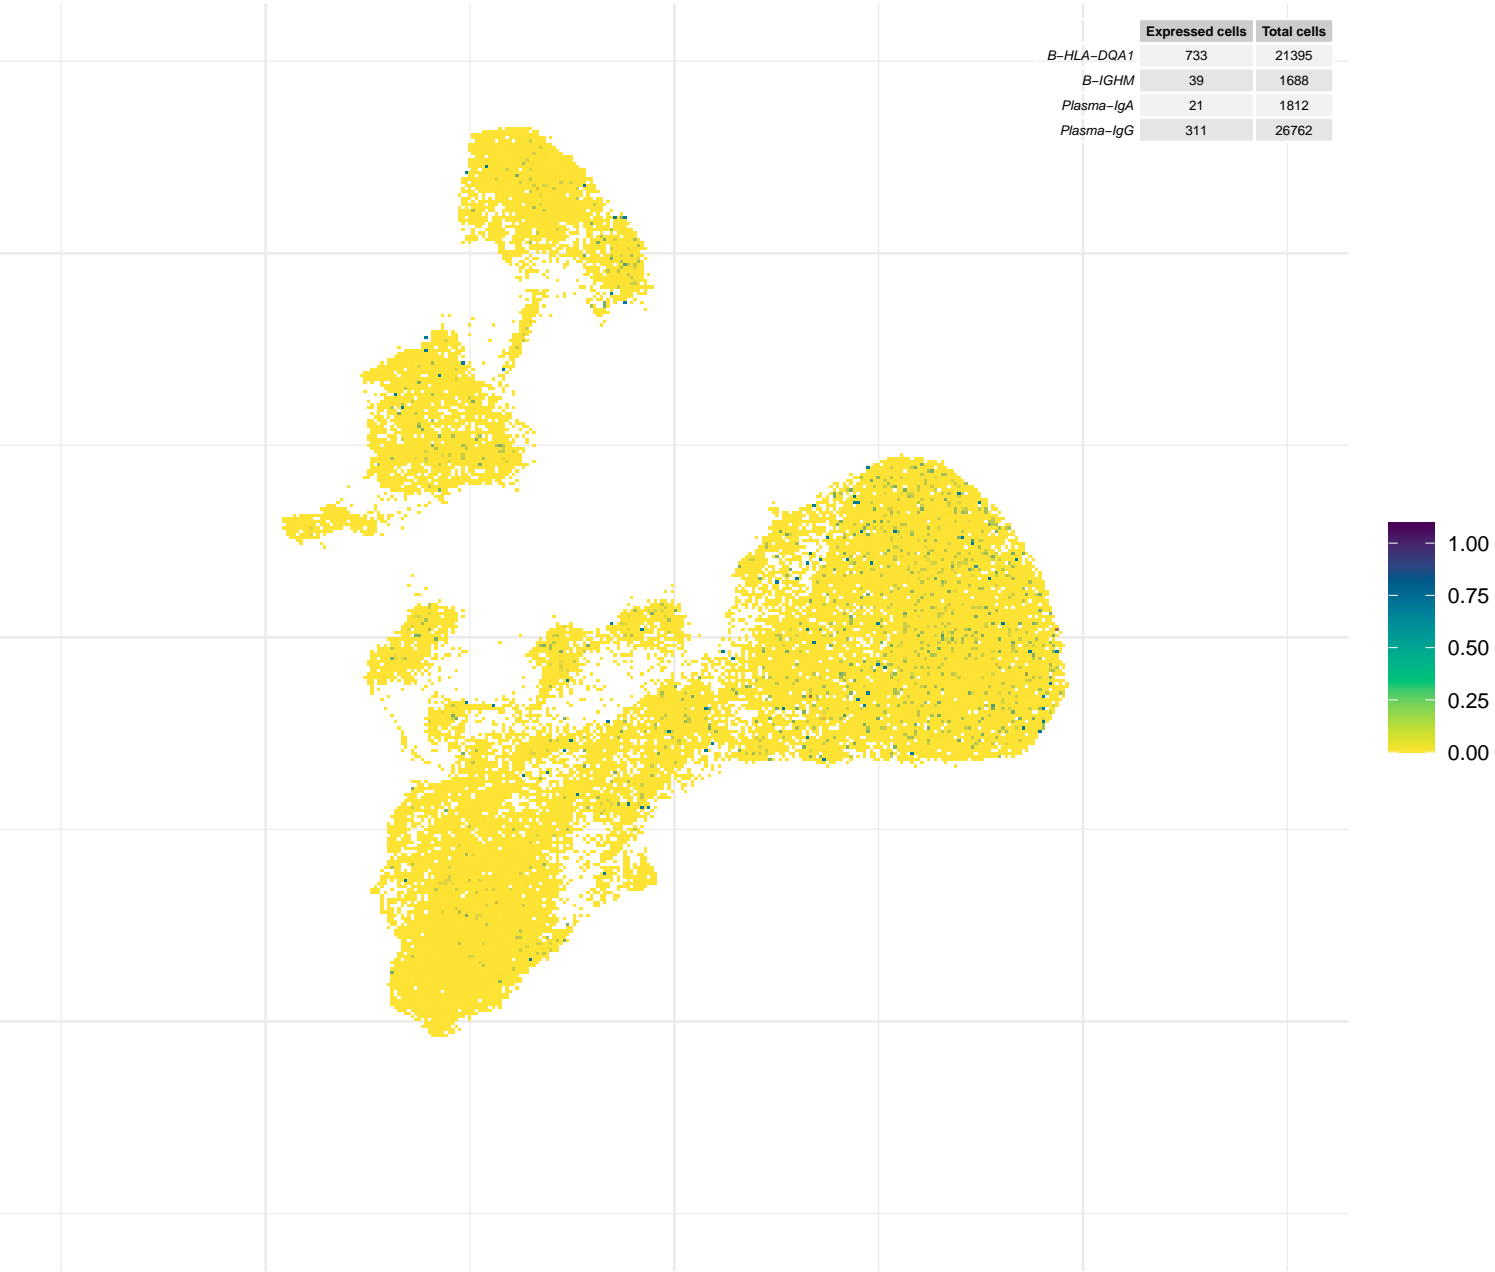 Expressed cells Total cells
B−HLA−DQA1 733 21395
B−IGHM 39 1688
Plasma−IgA 21 1812
Plasma−IgG 311 26762
1.00
0.75
0.50
0.25
0.00